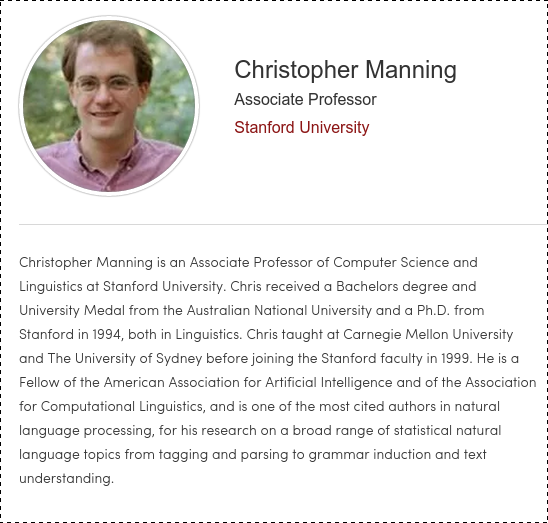 Christopher Manning
Associate Professor
Stanford University
Christopher Manning is an Associate Professor of Computer Science and
Linguistics at Stanford University. Chris received a Bachelors degree and
University Medal from the Australian National University and a Ph.D. from
Stanford in 1994, both in Linguistics. Chris taught at Carnegie Mellon University
and The University of Sydney before joining the Stanford faculty in 1999. He is a
Fellow of the American Association for Artificial Intelligence and of the Association
for Computational Linguistics, and is one of the most cited authors in natural
language processing, for his research on a broad range of statistical natural
language topics from tagging and parsing to grammar induction and text
understanding.